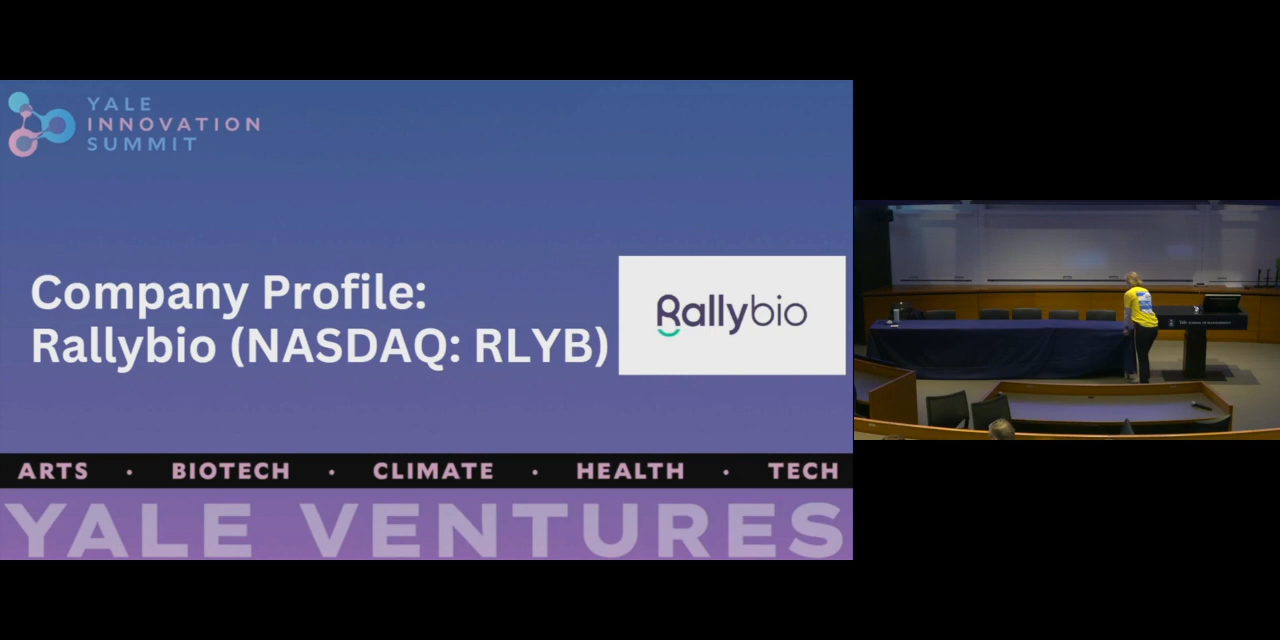 YALE
INNOVATION
SUMMIT
Company Profile:
Rallybio (NASDAQ: RLYB)
Rallybio
ARTS · BIOTECH · CLIMATE · HEALTH · TECH
YALE VENTURES